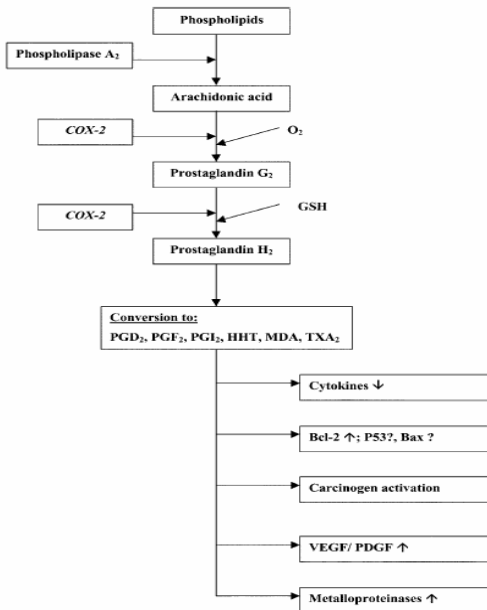 Phospholipids
Phospholipase A₂
Arachidonic acid
COX-2
O₂
Prostaglandin G₂
COX-2
GSH
Prostaglandin H₂
Conversion to:
PGD₂, PGF₂, PGI₂, HHT, MDA, TXA₂
Cytokines ↓
Bcl-2 ↑; P53?, Bax ?
Carcinogen activation
VEGF/ PDGF ↑
Metalloproteinases ↑